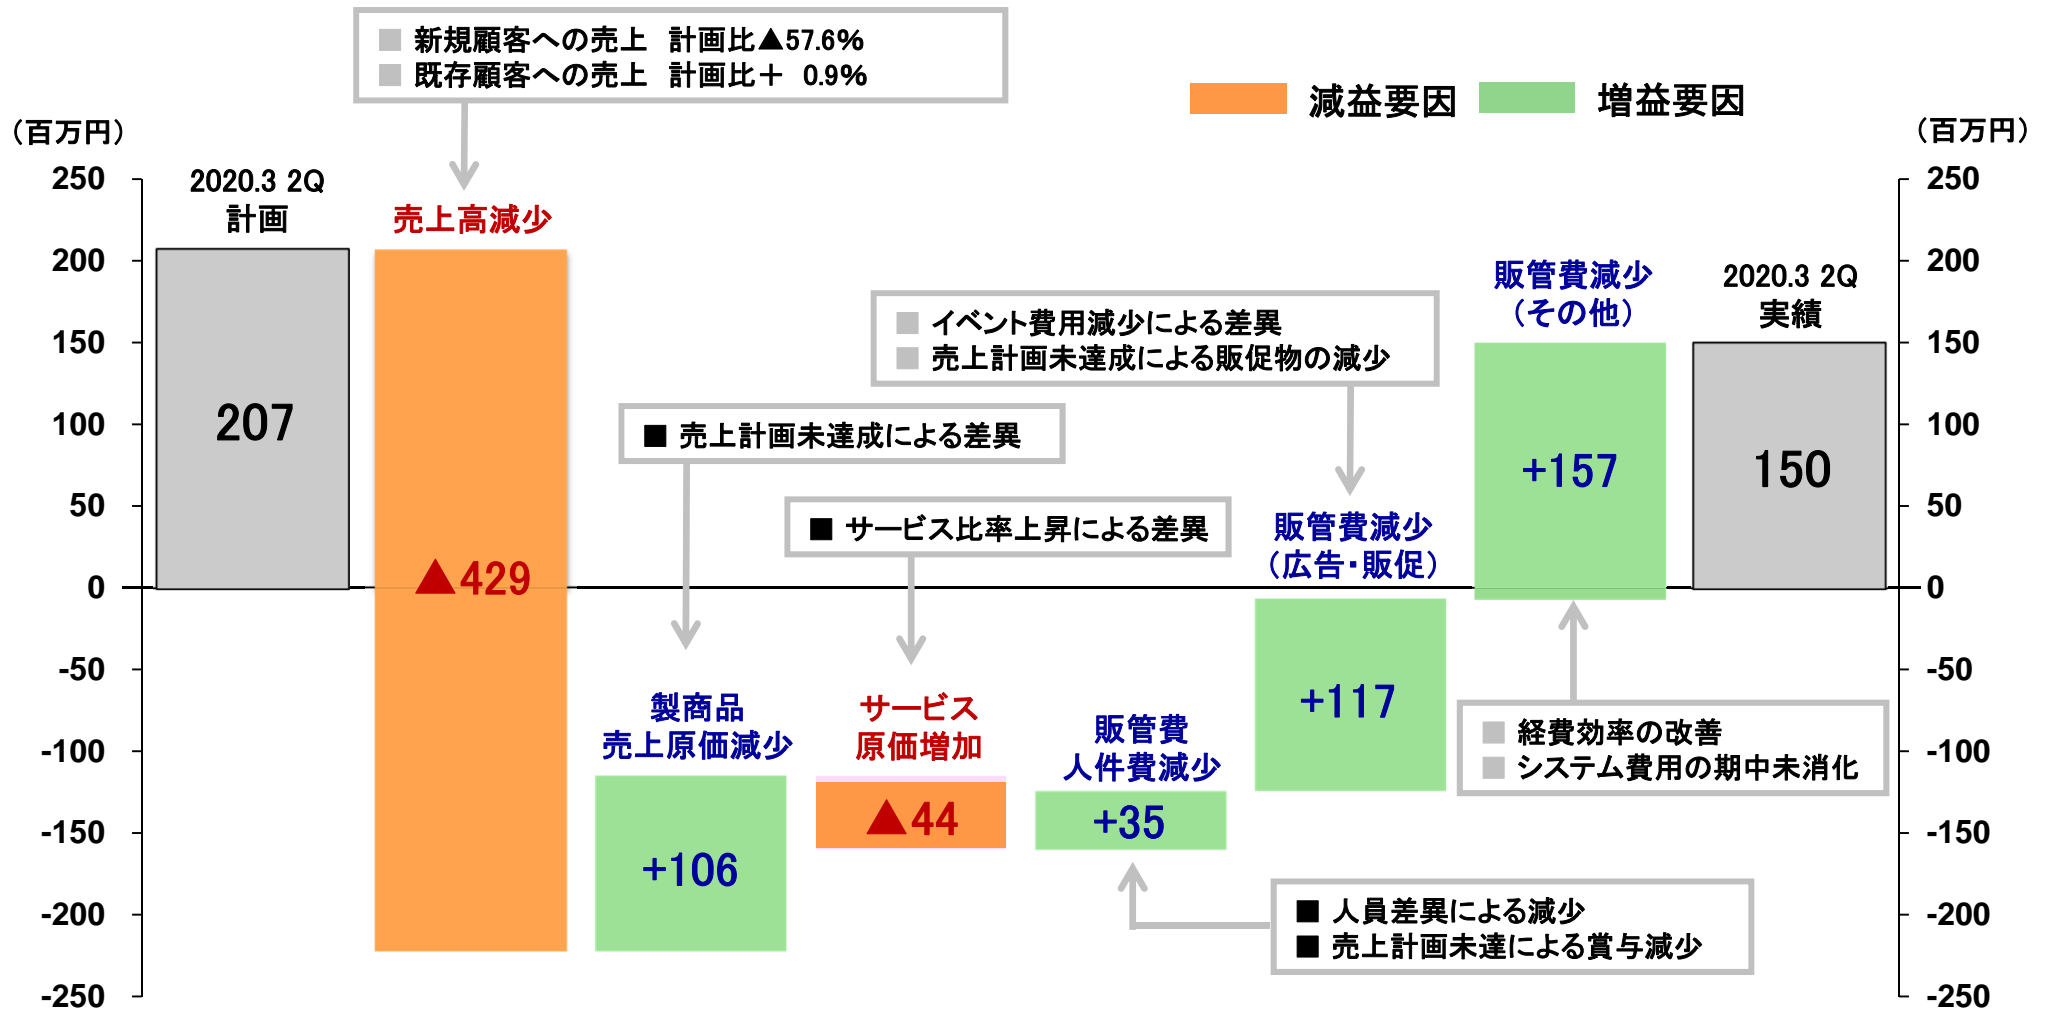 ■ 新規顧客への売上 計画比▲57.6%
■ 既存顧客への売上 計画比＋ 0.9%
減益要因
増益要因
（百万円）
（百万円）
250
200
150
100
50
0
-50
-100
-150
-200
-250
2020.3 2Q
計画
207
売上高減少
▲429
■ 売上計画未達成による差異
製商品
売上原価減少
+106
■ サービス比率上昇による差異
サービス
原価増加
▲44
販管費
人件費減少
+35
■ 人員差異による減少
■ 売上計画未達による賞与減少
■ イベント費用減少による差異
■ 売上計画未達成による販促物の減少
販管費減少
（広告・販促）
+117
販管費減少
（その他）
+157
■ 経費効率の改善
■ システム費用の期中未消化
2020.3 2Q
実績
150
250
200
150
100
50
0
-50
-100
-150
-200
-250